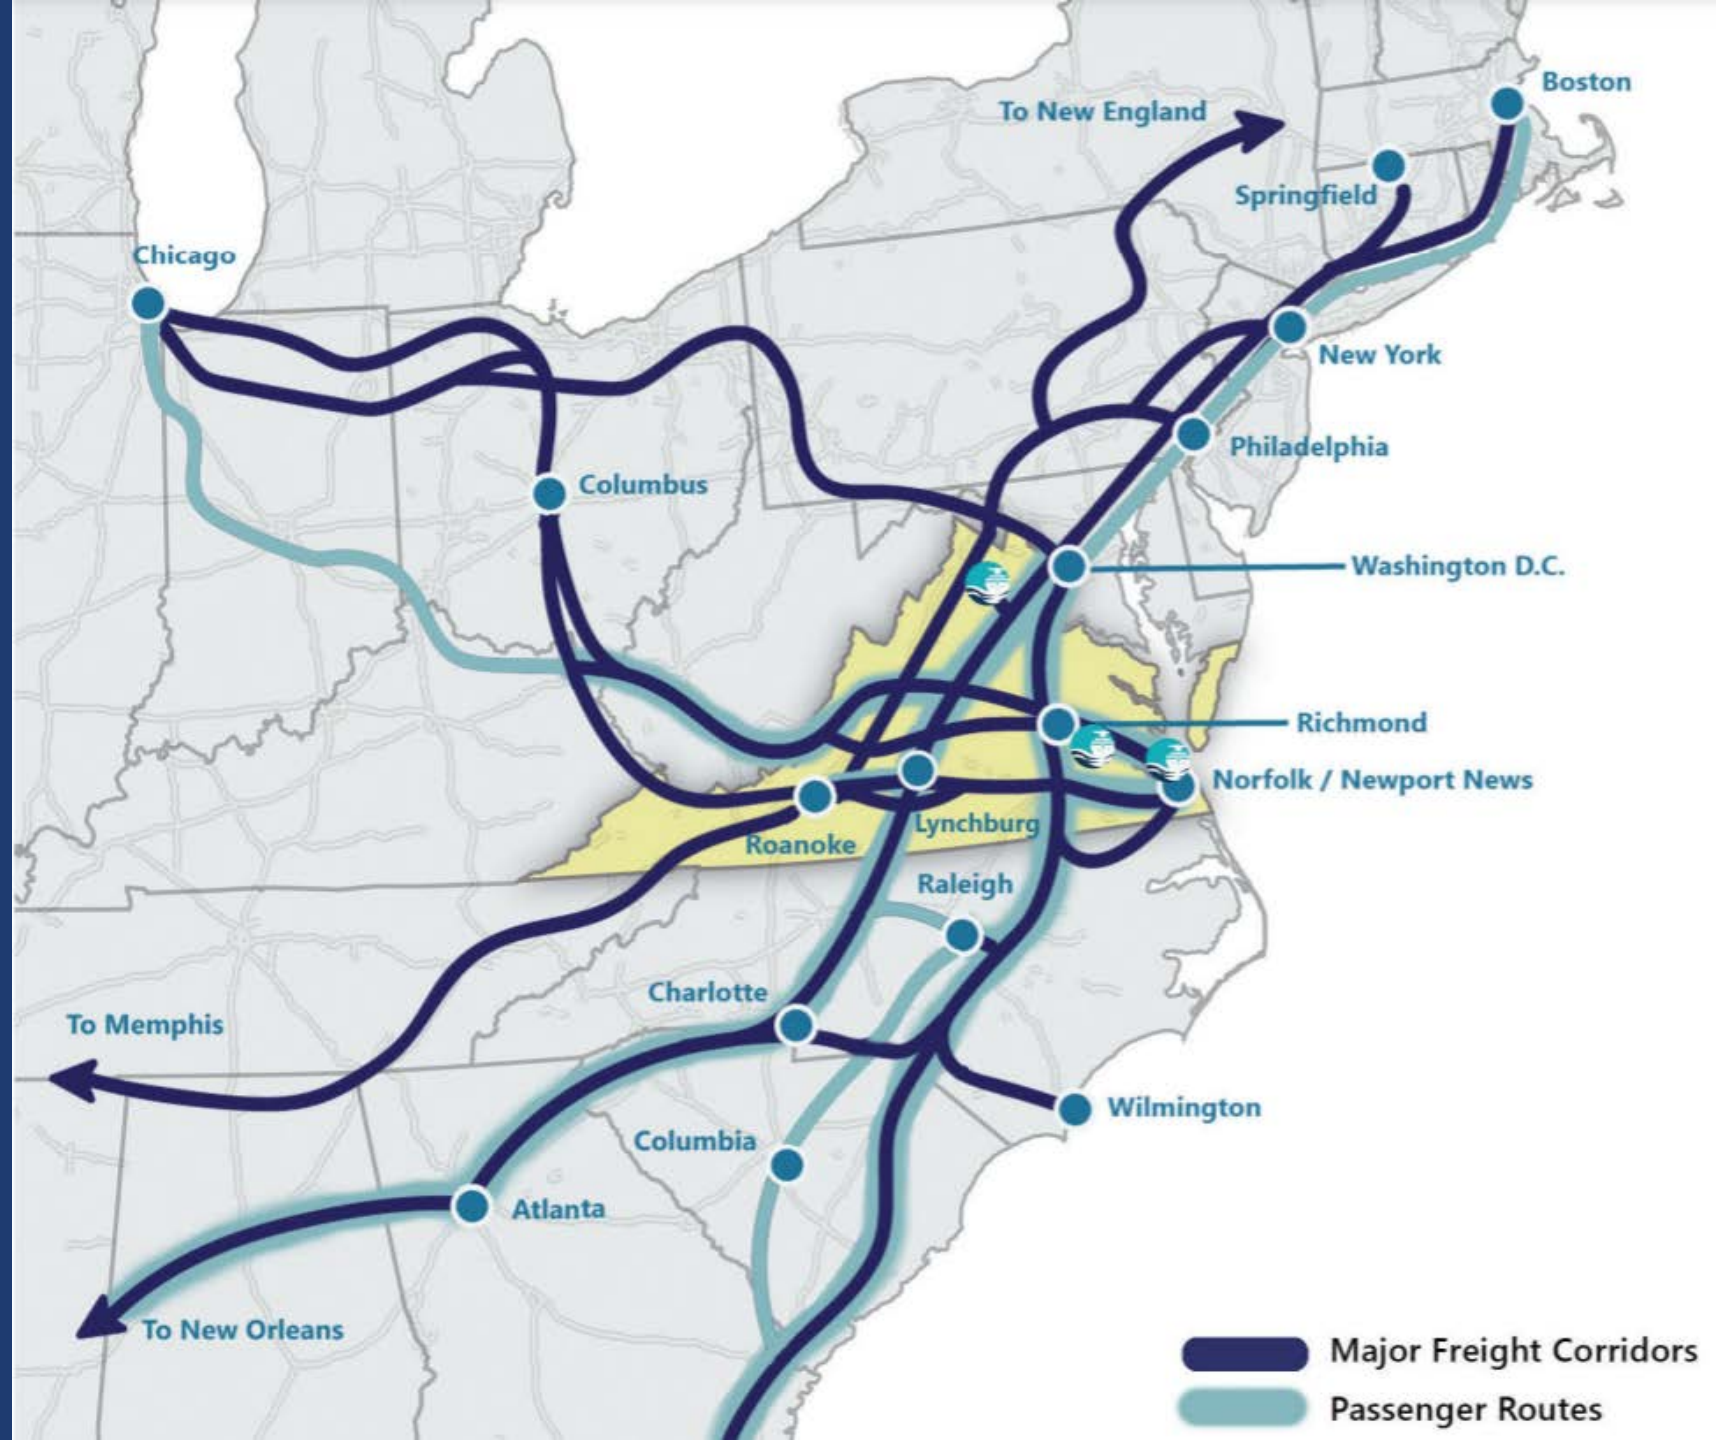 Boston
To New England
Springfield
Chicago
New York
Philadelphia
Columbus
Washington D.C.
Richmond
Norfolk / Newport News
Lynchburg
Roanoke
Raleigh
Charlotte
To Memphis
Wilmington
Columbia
Atlanta
To New Orleans
Major Freight Corridors
Passenger Routes